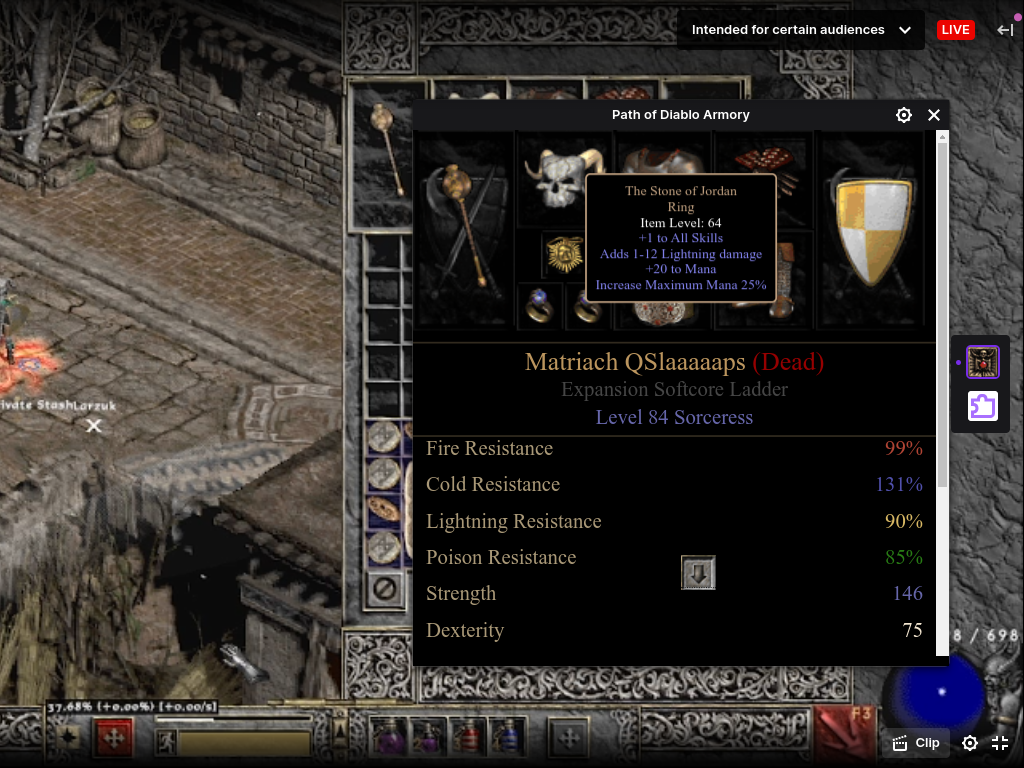 Intended for certain audiences
LIVE
Path of Diablo Armory
The Stone of Jordan
Ring
Item Level: 64
+1 to All Skills
Adds 1-12 Lightning damage
+20 to Mana
Increase Maximum Mana 25%
Matriach QSlaaaaaps (Dead)
Expansion Softcore Ladder
Level 84 Sorceress
Fire Resistance 99%
Cold Resistance 131%
Lightning Resistance 90%
Poison Resistance 85%
Strength 146
Dexterity 75
ivate Stash
Larzuk
8 / 698
37.68% (+0.00%) [+0.00/s]
F3
Clip